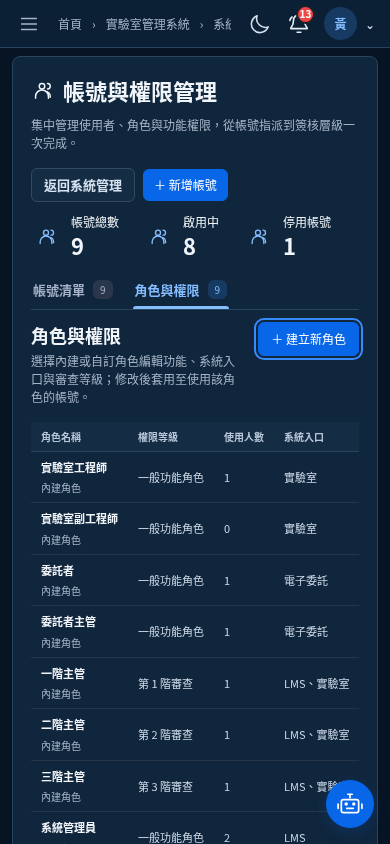 首頁 › 實驗室管理系統 › 系統
13
黃
帳號與權限管理
集中管理使用者、角色與功能權限，從帳號指派到簽核層級一
次完成。
返回系統管理
＋ 新增帳號
帳號總數
9
啟用中
8
停用帳號
1
帳號清單 9
角色與權限 9
角色與權限
選擇內建或自訂角色編輯功能、系統入
口與審查等級；修改後套用至使用該角
色的帳號。
＋ 建立新角色
角色名稱 權限等級 使用人數 系統入口
實驗室工程師
內建角色
一般功能角色 1 實驗室
實驗室副工程師
內建角色
一般功能角色 0 實驗室
委託者
內建角色
一般功能角色 1 電子委託
委託者主管
內建角色
一般功能角色 1 電子委託
一階主管
內建角色
第 1 階審查 1 LMS、實驗室
二階主管
內建角色
第 2 階審查 1 LMS、實驗室
三階主管
內建角色
第 3 階審查 1 LMS、實驗
系統管理員
一般功能角色 2 LMS